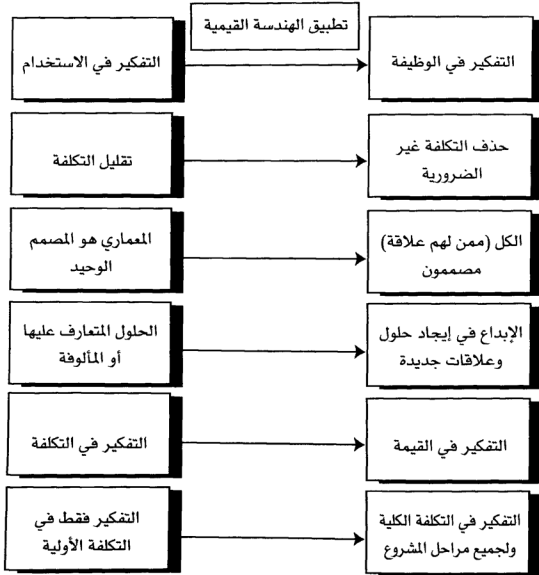 تطبيق الهندسة القيمية
التفكير في الاستخدام
التفكير في الوظيفة
تقليل التكلفة
حذف التكلفة غير
الضرورية
المعماري هو المصمم
الوحيد
الكل (ممن لهم علاقة)
مصممون
الحلول المتعارف عليها
أو المألوفة
الإبداع في إيجاد حلول
وعلاقات جديدة
التفكير في التكلفة
التفكير في القيمة
التفكير فقط في
التكلفة الأولية
التفكير في التكلفة الكلية
ولجميع مراحل المشروع